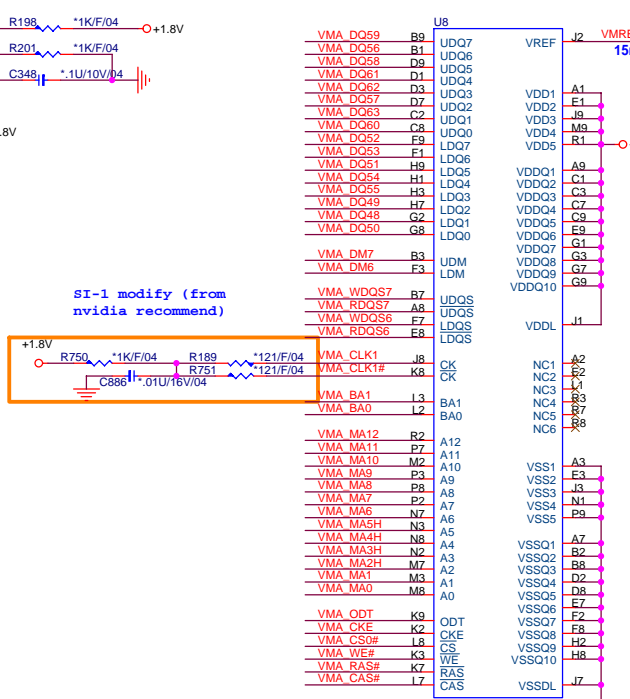 R198 *1K/F/04 +1.8V
R201 *1K/F/04
C348 *.1U/10V/04
.8V
SI-1 modify (from
nvidia recommend)
+1.8V
R750 *1K/F/04 R189 *121/F/04
R751 *121/F/04
C886 *.01U/16V/04
U8
VMA_DQ59 B9 UDQ7
VMA_DQ56 B1 UDQ6
VMA_DQ58 D9 UDQ5
VMA_DQ61 D1 UDQ4
VMA_DQ62 D3 UDQ3
VMA_DQ57 D7 UDQ2
VMA_DQ63 C2 UDQ1
VMA_DQ60 C8 UDQ0
VMA_DQ52 F9 LDQ7
VMA_DQ53 F1 LDQ6
VMA_DQ51 H9 LDQ5
VMA_DQ54 H1 LDQ4
VMA_DQ55 H3 LDQ3
VMA_DQ49 H7 LDQ2
VMA_DQ48 G2 LDQ1
VMA_DQ50 G8 LDQ0
VMA_DM7 B3 UDM
VMA_DM6 F3 LDM
VMA_WDQS7 B7 UDQS
VMA_RDQS7 A8 UDQS
VMA_WDQS6 F7 LDQS
VMA_RDQS6 E8 LDQS
VMA_CLK1 J8 CK
VMA_CLK1# K8 CK
VMA_BA1 L3 BA1
VMA_BA0 L2 BA0
VMA_MA12 R2 A12
VMA_MA11 P7 A11
VMA_MA10 M2 A10
VMA_MA9 P3 A9
VMA_MA8 P8 A8
VMA_MA7 P2 A7
VMA_MA6 N7 A6
VMA_MA5H N3 A5
VMA_MA4H N8 A4
VMA_MA3H N2 A3
VMA_MA2H M7 A2
VMA_MA1 M3 A1
VMA_MA0 M8 A0
VMA_ODT K9 ODT
VMA_CKE K2 CKE
VMA_CS0# L8 CS
VMA_WE# K3 WE
VMA_RAS# K7 RAS
VMA_CAS# L7 CAS
VREF J2 VMRE
15
VDD1 A1
VDD2 E1
VDD3 J9
VDD4 M9
VDD5 R1
VDDQ1 A9
VDDQ2 C1
VDDQ3 C3
VDDQ4 C7
VDDQ5 C9
VDDQ6 E9
VDDQ7 G1
VDDQ8 G3
VDDQ9 G7
VDDQ10 G9
VDDL J1
NC1 A2
NC2 E2
NC3 L1
NC4 R3
NC5 R7
NC6 R8
VSS1 A3
VSS2 E3
VSS3 J3
VSS4 N1
VSS5 P9
VSSQ1 A7
VSSQ2 B2
VSSQ3 B8
VSSQ4 D2
VSSQ5 D8
VSSQ6 E7
VSSQ7 F2
VSSQ8 F8
VSSQ9 H2
VSSQ10 H8
VSSDL J7